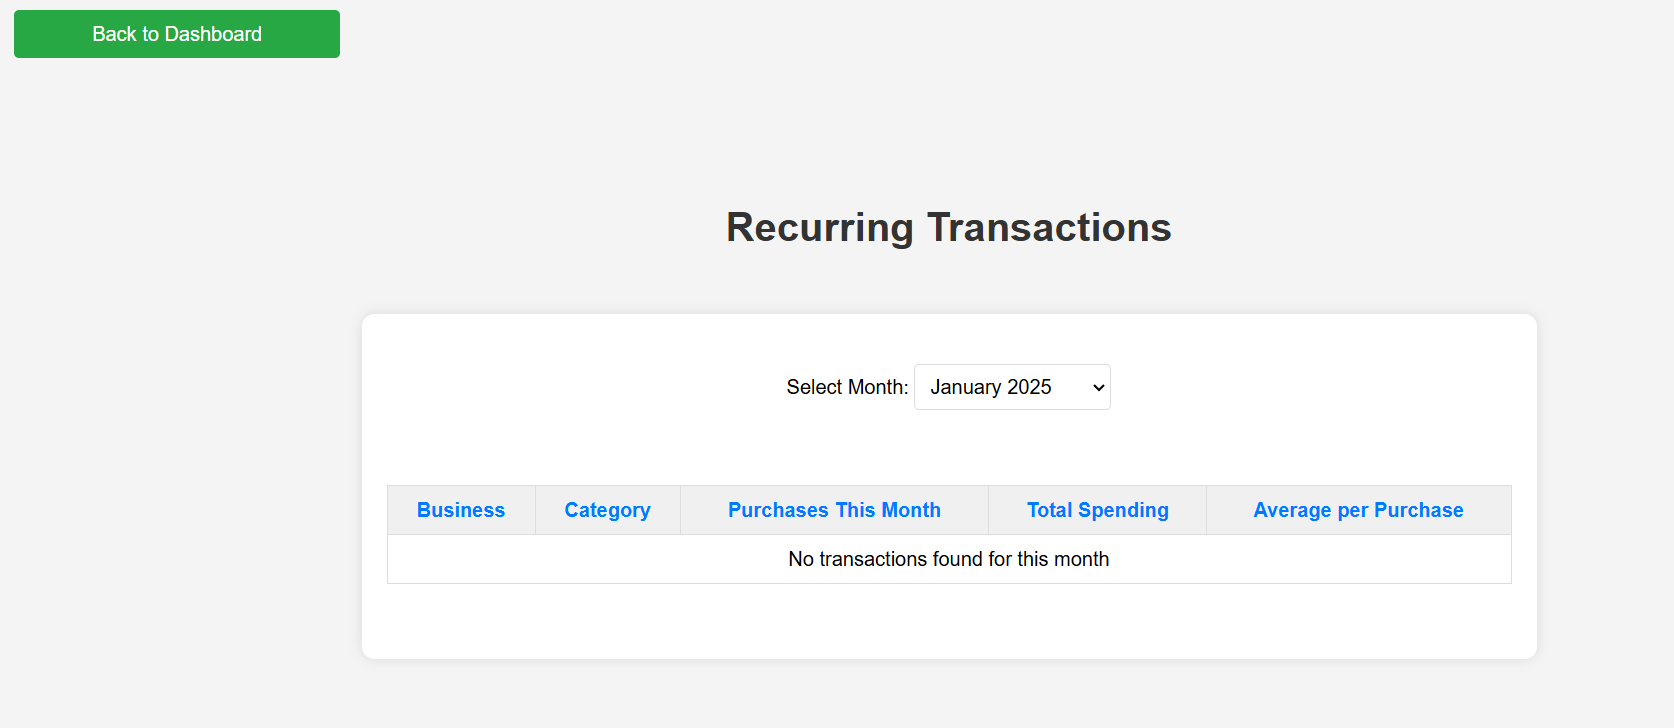 Back to Dashboard
Recurring Transactions
Select Month: January 2025
Business Category Purchases This Month Total Spending Average per Purchase
No transactions found for this month